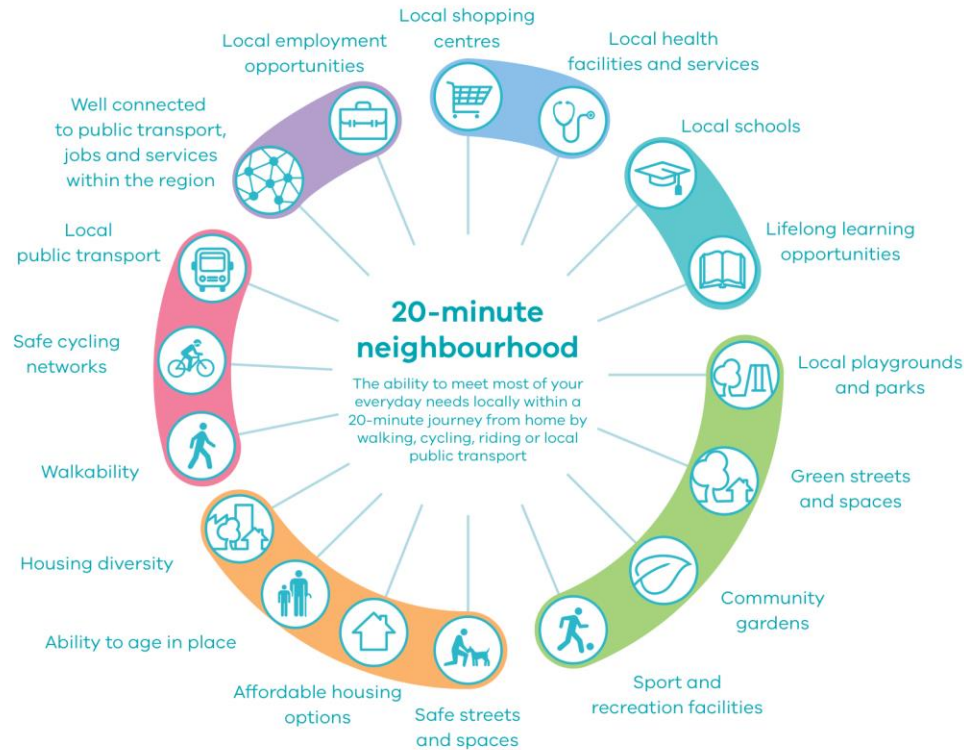 Local shopping
centres
Local health
facilities and services
Local schools
Lifelong learning
opportunities
Local playgrounds
and parks
Green streets
and spaces
Community
gardens
Sport and
recreation facilities
Safe streets
and spaces
Affordable housing
options
Ability to age in place
Housing diversity
Walkability
Safe cycling
networks
Local
public transport
Well connected
to public transport,
jobs and services
within the region
Local employment
opportunities
20-minute
neighbourhood
The ability to meet most of your
everyday needs locally within a
20-minute journey from home by
walking, cycling, riding or local
public transport